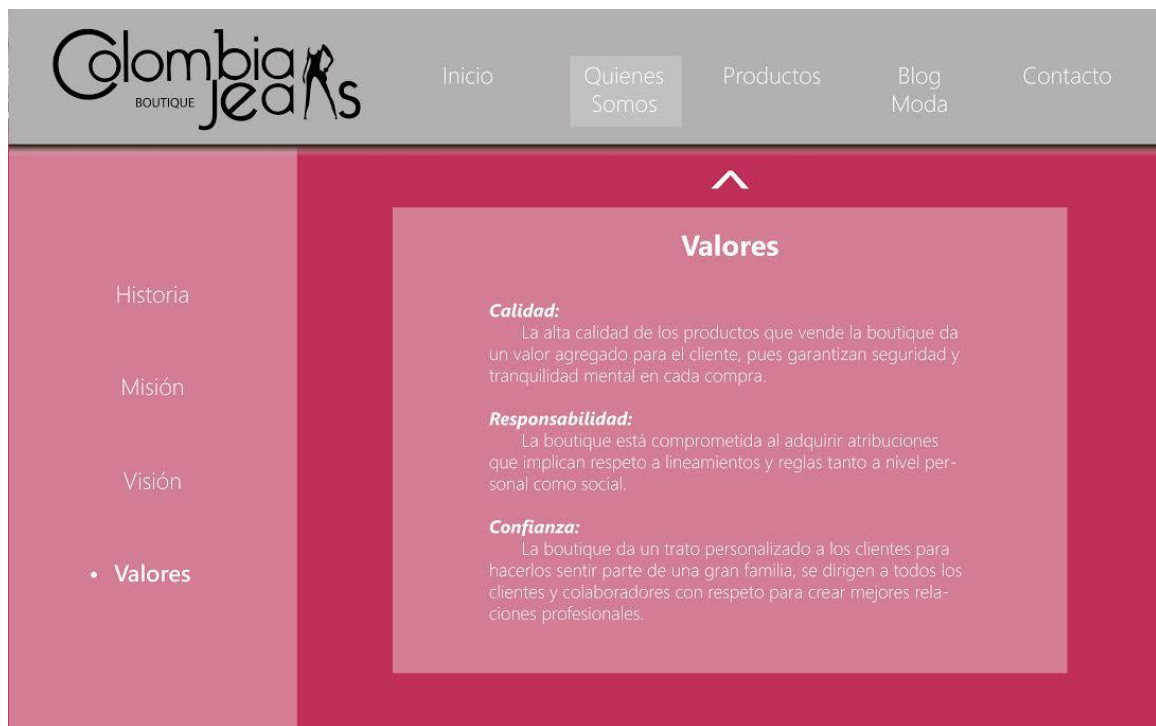 Colombia
BOUTIQUE Jeans
Inicio
Quienes
Somos
Productos
Blog
Moda
Contacto
Historia
Misión
Visión
• Valores
Valores
Calidad:
La alta calidad de los productos que vende la boutique da
un valor agregado para el cliente, pues garantizan seguridad y
tranquilidad mental en cada compra.
Responsabilidad:
La boutique está comprometida al adquirir atribuciones
que implican respeto a lineamientos y reglas tanto a nivel per-
sonal como social.
Confianza:
La boutique da un trato personalizado a los clientes para
hacerlos sentir parte de una gran familia, se dirigen a todos los
clientes y colaboradores con respeto para crear mejores rela-
ciones profesionales.